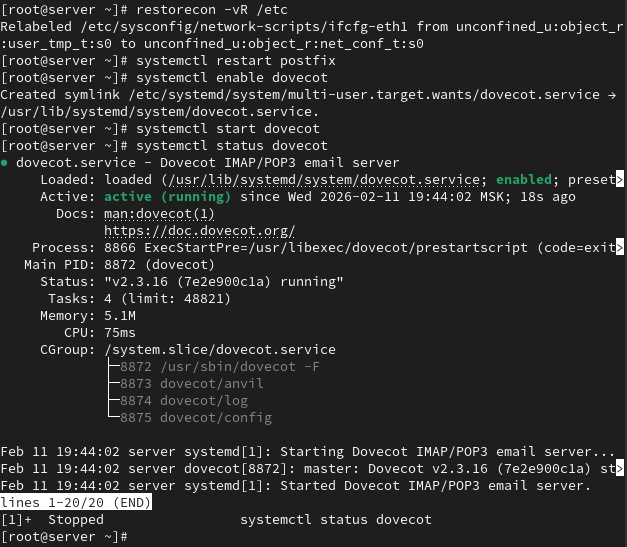 [root@server ~]# restorecon -vR /etc
Relabeled /etc/sysconfig/network-scripts/ifcfg-eth1 from unconfined_u:object_r
:user_tmp_t:s0 to unconfined_u:object_r:net_conf_t:s0
[root@server ~]# systemctl restart postfix
[root@server ~]# systemctl enable dovecot
Created symlink /etc/systemd/system/multi-user.target.wants/dovecot.service →
/usr/lib/systemd/system/dovecot.service.
[root@server ~]# systemctl start dovecot
[root@server ~]# systemctl status dovecot
● dovecot.service - Dovecot IMAP/POP3 email server
     Loaded: loaded (/usr/lib/systemd/system/dovecot.service; enabled; preset>
     Active: active (running) since Wed 2026-02-11 19:44:02 MSK; 18s ago
       Docs: man:dovecot(1)
             https://doc.dovecot.org/
    Process: 8866 ExecStartPre=/usr/libexec/dovecot/prestartscript (code=exit>
   Main PID: 8872 (dovecot)
     Status: "v2.3.16 (7e2e900c1a) running"
      Tasks: 4 (limit: 48821)
     Memory: 5.1M
        CPU: 75ms
     CGroup: /system.slice/dovecot.service
             ├─8872 /usr/sbin/dovecot -F
             ├─8873 dovecot/anvil
             ├─8874 dovecot/log
             └─8875 dovecot/config

Feb 11 19:44:02 server systemd[1]: Starting Dovecot IMAP/POP3 email server...
Feb 11 19:44:02 server dovecot[8872]: master: Dovecot v2.3.16 (7e2e900c1a) st>
Feb 11 19:44:02 server systemd[1]: Started Dovecot IMAP/POP3 email server.
lines 1-20/20 (END)
[1]+  Stopped                 systemctl status dovecot
[root@server ~]#